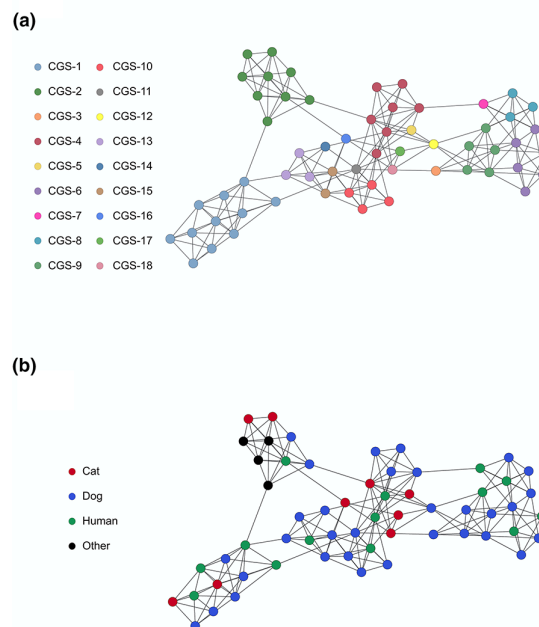 (a)
CGS-1 CGS-10
CGS-2 CGS-11
CGS-3 CGS-12
CGS-4 CGS-13
CGS-5 CGS-14
CGS-6 CGS-15
CGS-7 CGS-16
CGS-8 CGS-17
CGS-9 CGS-18
(b)
Cat
Dog
Human
Other